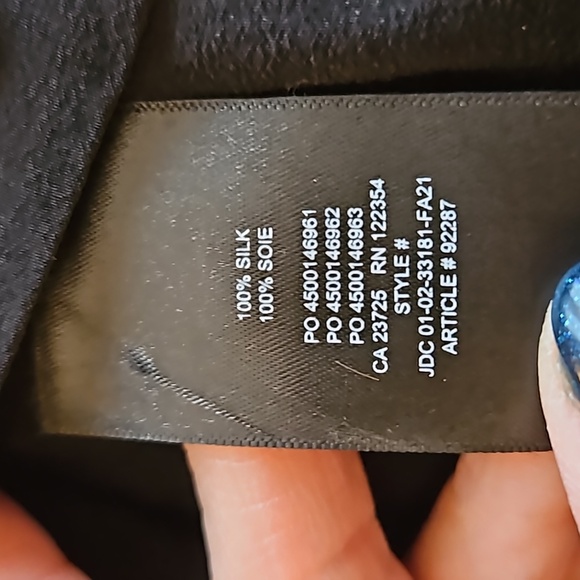 100% SILK
100% SOIE
PO 4500146961
PO 4500146962
PO 4500146963
CA 23725 RN 122354
STYLE #
JDC 01-02-33181-FA21
ARTICLE # 92287